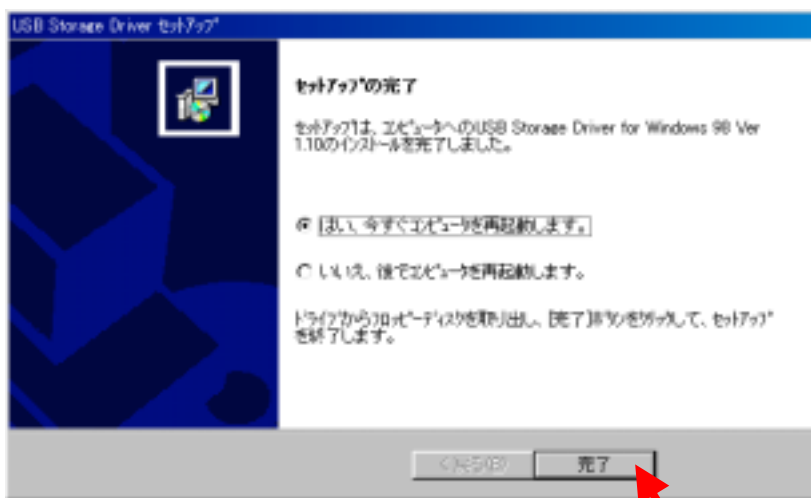 USB Storage Driver ｾｯﾄｱｯﾌﾟ
ｾｯﾄｱｯﾌﾟの完了
ｾｯﾄｱｯﾌﾟは、ｺﾝﾋﾟｭｰﾀへのUSB Storage Driver for Windows 98 Ver
1.10のｲﾝｽﾄｰﾙを完了しました。
はい、今すぐｺﾝﾋﾟｭｰﾀを再起動します。
いいえ、後でｺﾝﾋﾟｭｰﾀを再起動します。
ﾄﾞﾗｲﾌﾞからﾌﾛｯﾋﾟｰﾃﾞｨｽｸを取り出し、[完了]ﾎﾞﾀﾝをｸﾘｯｸして、ｾｯﾄｱｯﾌﾟ
を終了します。
< 戻る(B)
完了